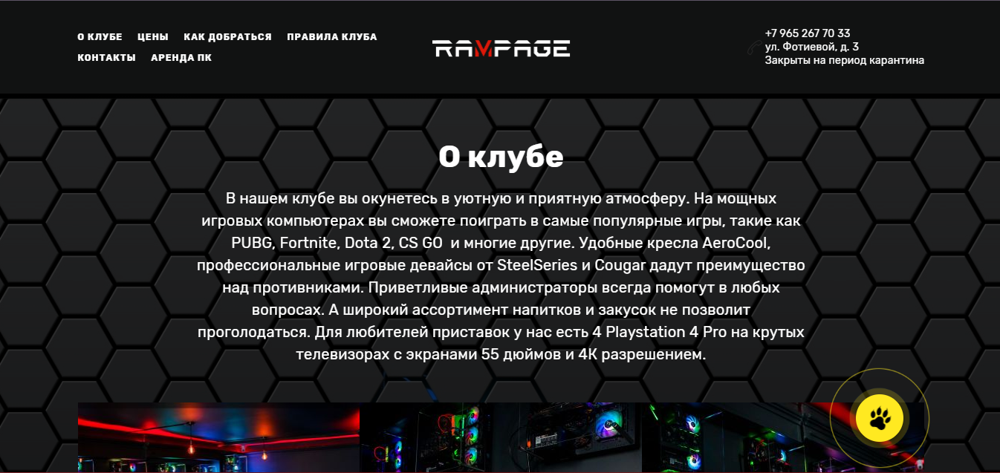 О КЛУБЕ ЦЕНЫ КАК ДОБРАТЬСЯ ПРАВИЛА КЛУБА
КОНТАКТЫ АРЕНДА ПК
RAMPAGE
+7 965 267 70 33
ул. Фотиевой, д. 3
Закрыты на период карантина
О клубе
В нашем клубе вы окунетесь в уютную и приятную атмосферу. На мощных
игровых компьютерах вы сможете поиграть в самые популярные игры, такие как
PUBG, Fortnite, Dota 2, CS GO  и многие другие. Удобные кресла AeroCool,
профессиональные игровые девайсы от SteelSeries и Cougar дадут преимущество
над противниками. Приветливые администраторы всегда помогут в любых
вопросах. А широкий ассортимент напитков и закусок не позволит
проголодаться. Для любителей приставок у нас есть 4 Playstation 4 Pro на крутых
телевизорах с экранами 55 дюймов и 4К разрешением.